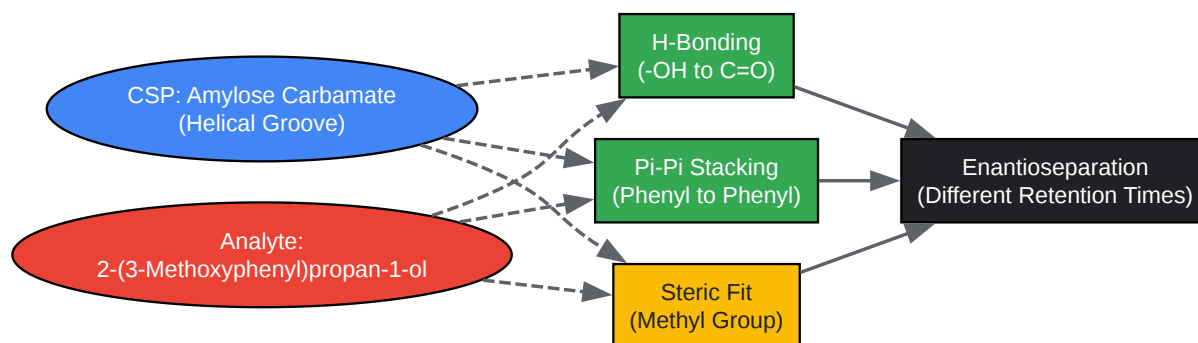 CSP: Amylose Carbamate
(Helical Groove)
Analyte:
2-(3-Methoxyphenyl)propan-1-ol
H-Bonding
(-OH to C=O)
Pi-Pi Stacking
(Phenyl to Phenyl)
Steric Fit
(Methyl Group)
Enantioseparation
(Different Retention Times)